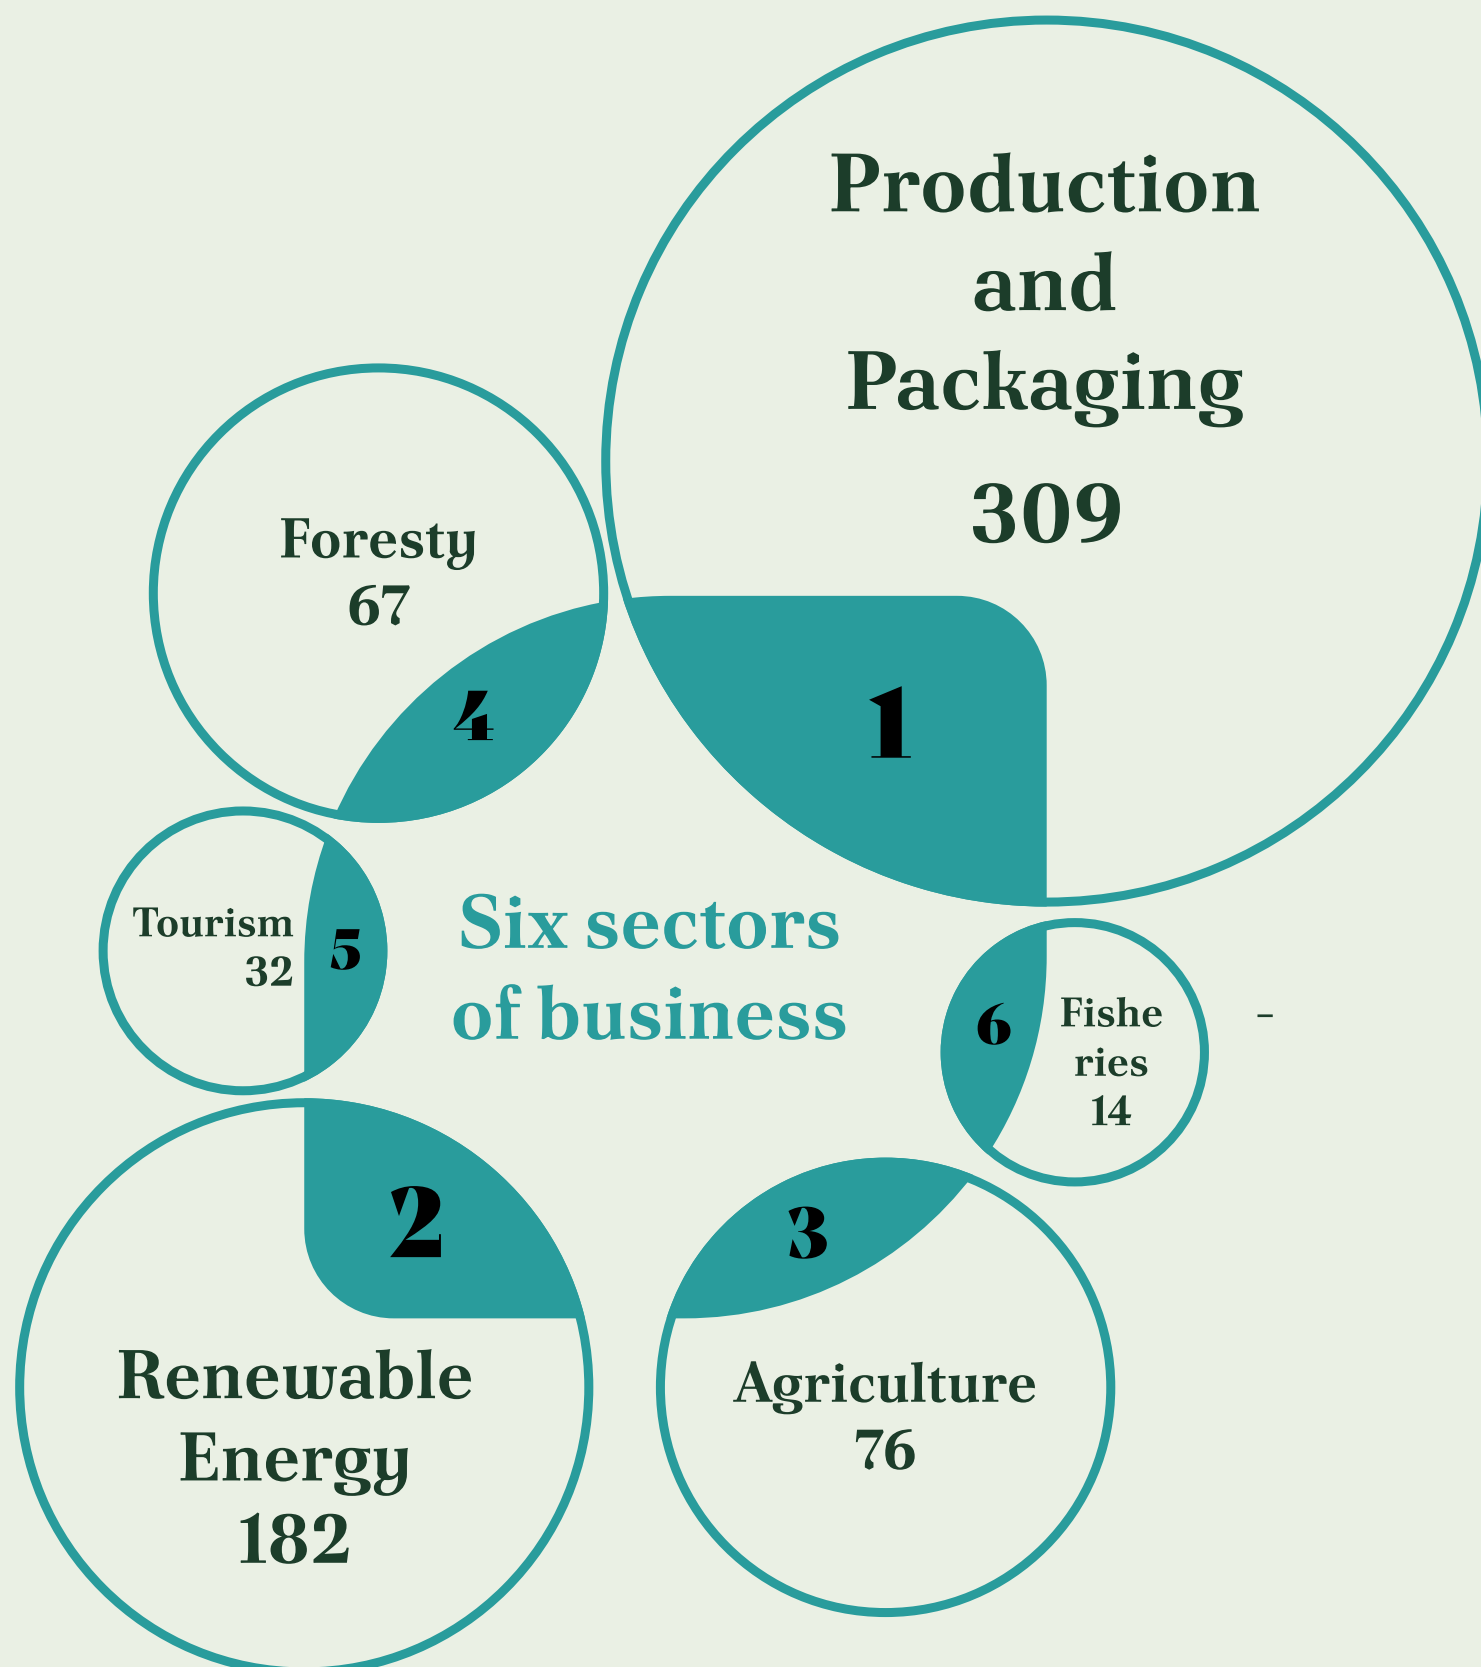 Production
and
Packaging
309
1
Foresty
67
4
Tourism
32
5
Six sectors
of business
6
Fishe
ries
14
–
2
Renewable
Energy
182
3
Agriculture
76